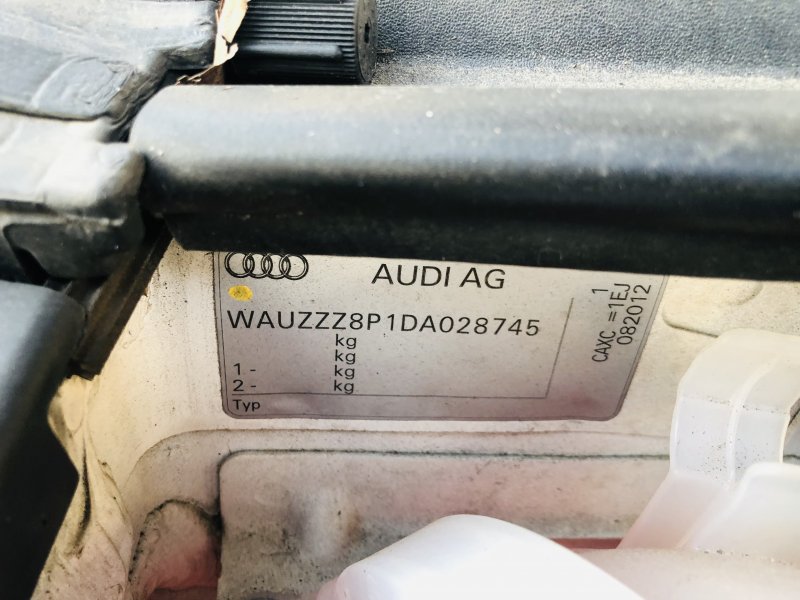 AUDI AG
WAUZZZ8P1DA028745
kg
kg
1 - kg
2 - kg
Typ
1
CAXC =1EJ
082012